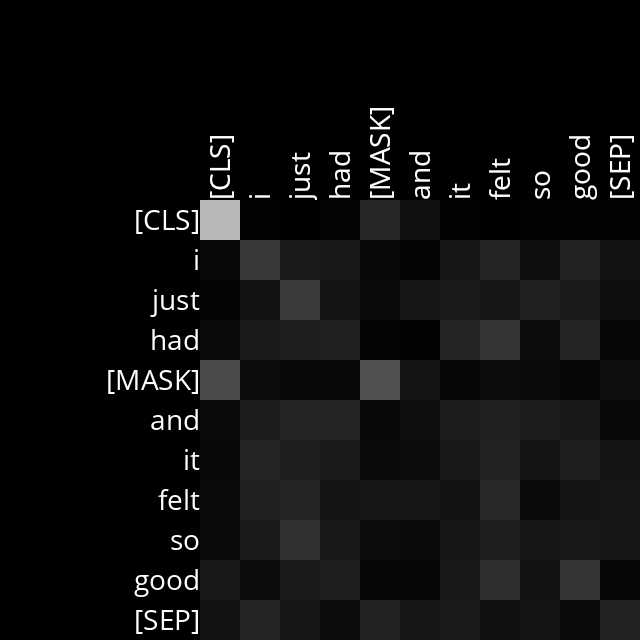 [CLS] i just had [MASK] and it felt so good [SEP]
[CLS]
i
just
had
[MASK]
and
it
felt
so
good
[SEP]